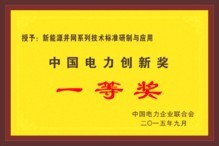 授予：新能源并网系列技术标准研制与应用
中国电力创新奖
一等奖
中国电力企业联合会
二〇一五年九月